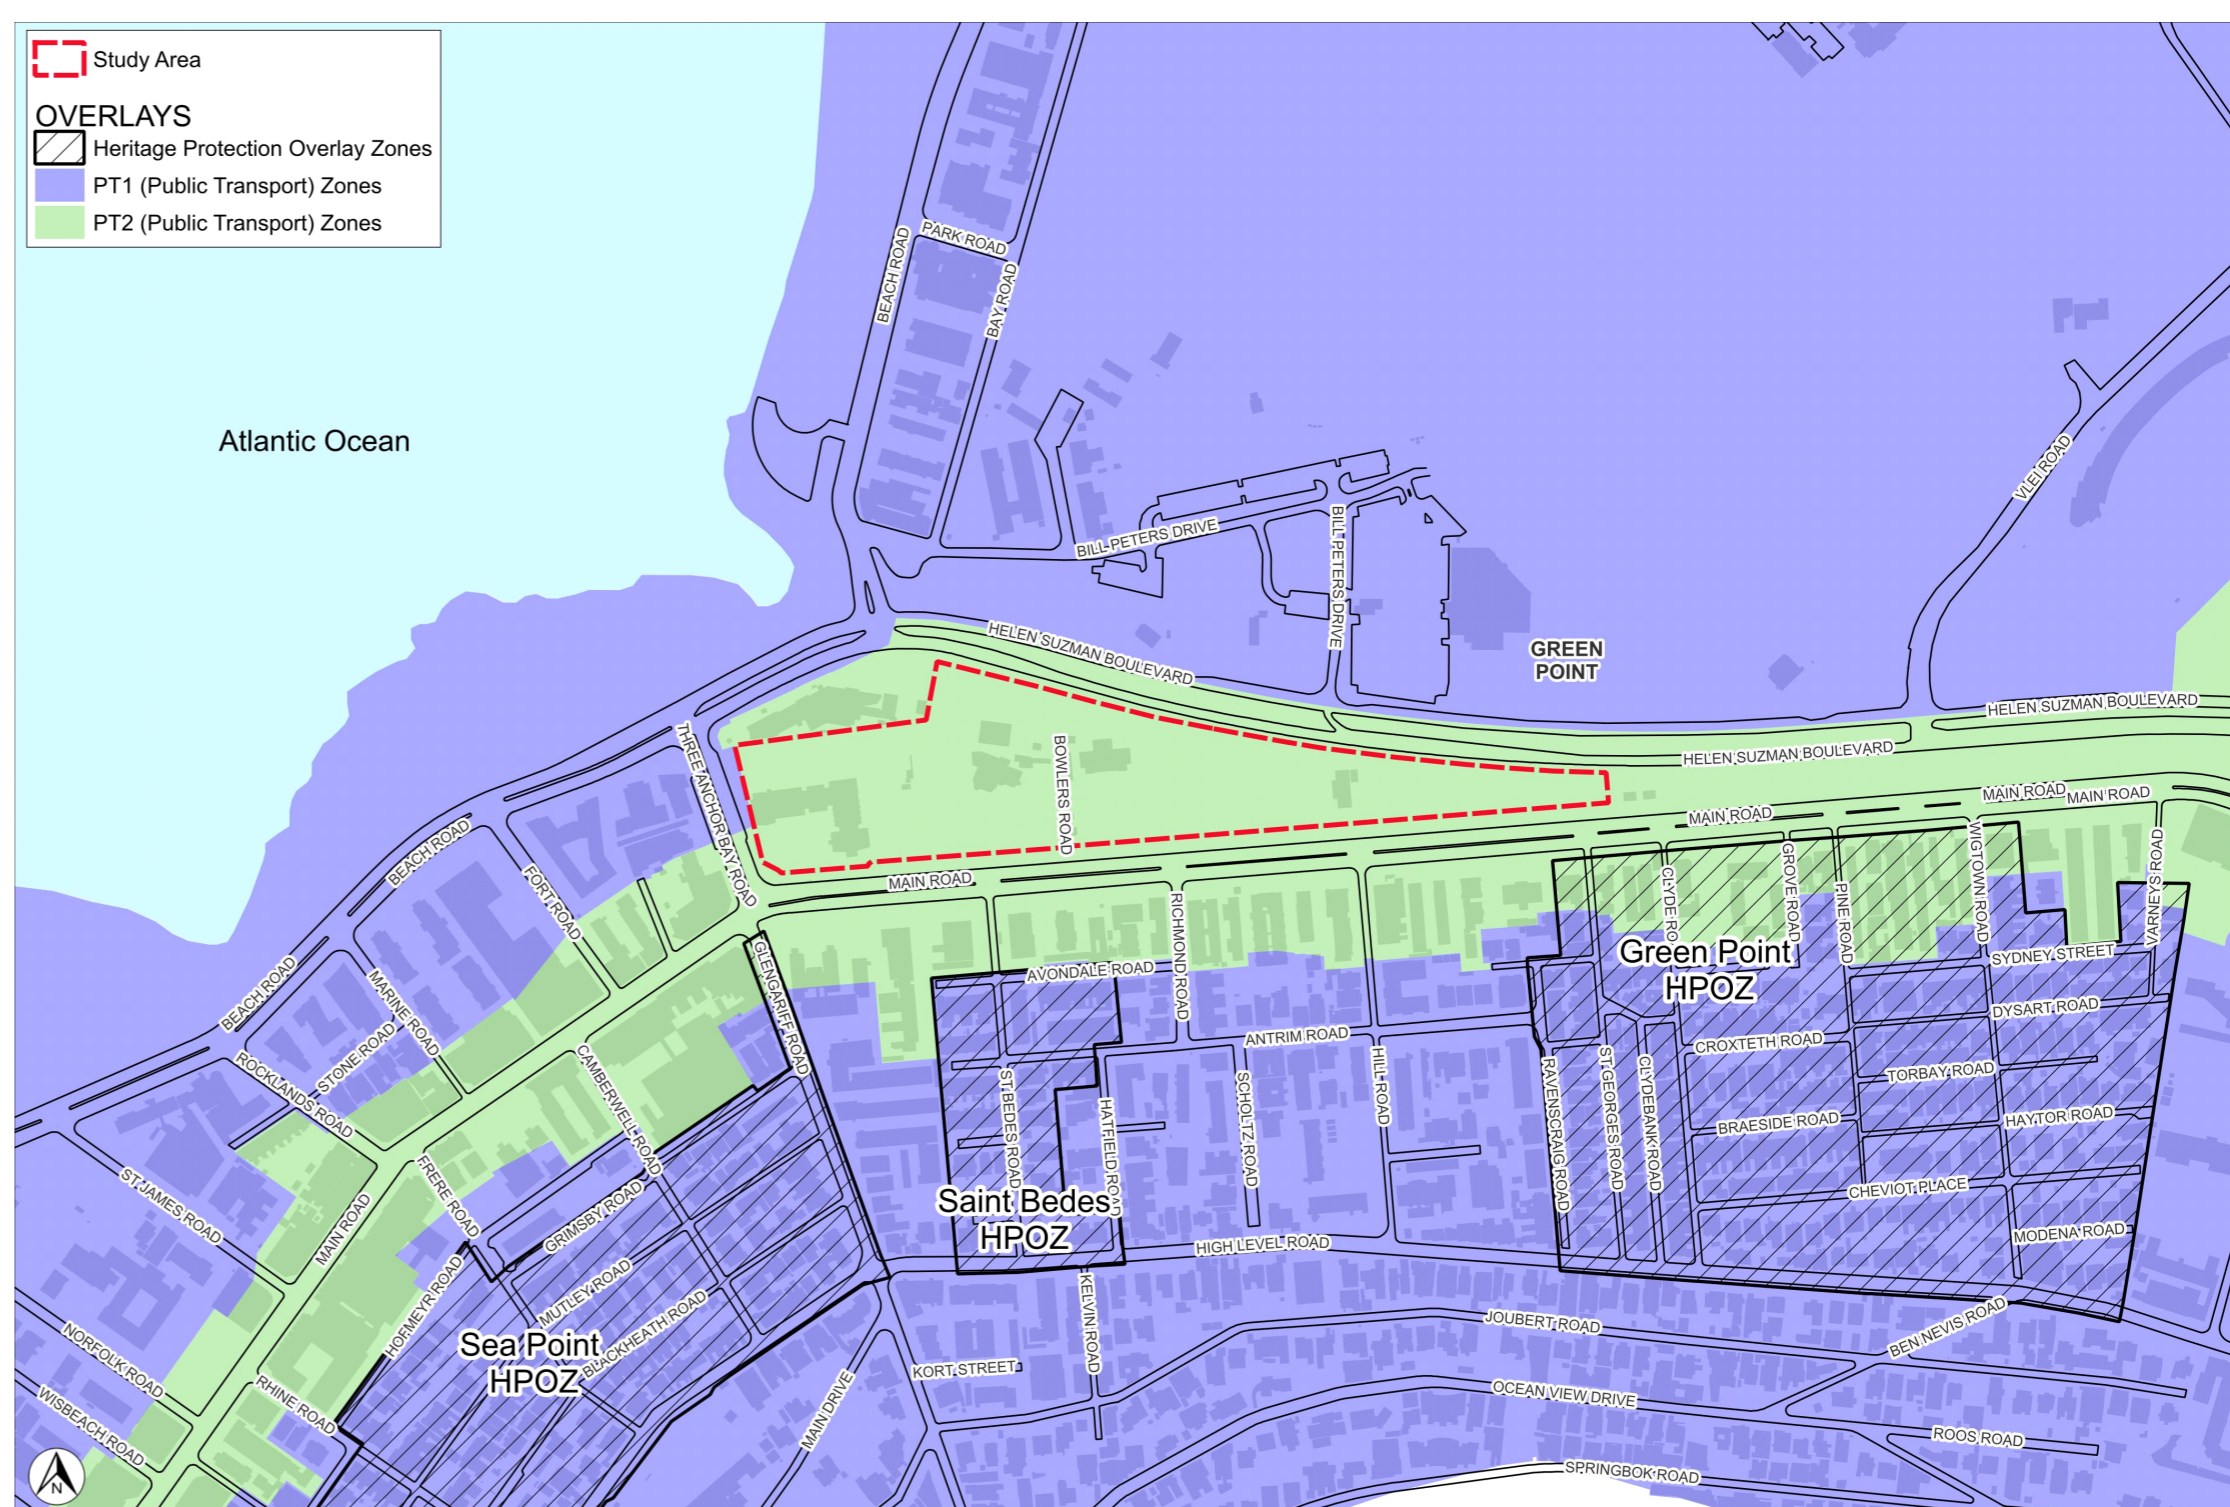 Study Area
OVERLAYS
Heritage Protection Overlay Zones
PT1 (Public Transport) Zones
PT2 (Public Transport) Zones
Atlantic Ocean
PARK ROAD
BEACH ROAD
BAY ROAD
VLEI ROAD
BILL PETERS DRIVE
BILL PETERS DRIVE
GREEN
POINT
HELEN SUZMAN BOULEVARD
HELEN SUZMAN BOULEVARD
HELEN SUZMAN BOULEVARD
THREE ANCHOR BAY ROAD
BOWLERS ROAD
MAIN ROAD
MAIN ROAD
MAIN ROAD
MAIN ROAD
BEACH ROAD
FORT ROAD
RICHMOND ROAD
CLYDE RO
GROVE ROAD
PINE ROAD
WIGTOWN ROAD
VARNEYS ROAD
GLENGARIFF ROAD
AVONDALE ROAD
Green Point
HPOZ
SYDNEY STREET
DYSART ROAD
BEACH ROAD
MARINE ROAD
STONE ROAD
ROCKLANDS ROAD
CAMBERWELL ROAD
ANTRIM ROAD
CROXTETH ROAD
TORBAY ROAD
HAYTOR ROAD
BRAESIDE ROAD
CHEVIOT PLACE
MODENA ROAD
ST BEDES ROAD
HATFIELD ROAD
SCHOLTZ ROAD
HILL ROAD
RAVENSCRAIG ROAD
ST GEORGES ROAD
CLYDEBANK ROAD
ST JAMES ROAD
MAIN ROAD
FRERE ROAD
GRIMSBY ROAD
Saint Bedes
HPOZ
HIGH LEVEL ROAD
HOFMEYR ROAD
MUTLEY ROAD
BLACKHEATH ROAD
Sea Point
HPOZ
KELVIN ROAD
JOUBERT ROAD
BEN NEVIS ROAD
NORFOLK ROAD
WISBEACH ROAD
RHINE ROAD
MAIN DRIVE
KORT STREET
OCEAN VIEW DRIVE
ROOS ROAD
SPRINGBOK ROAD
N